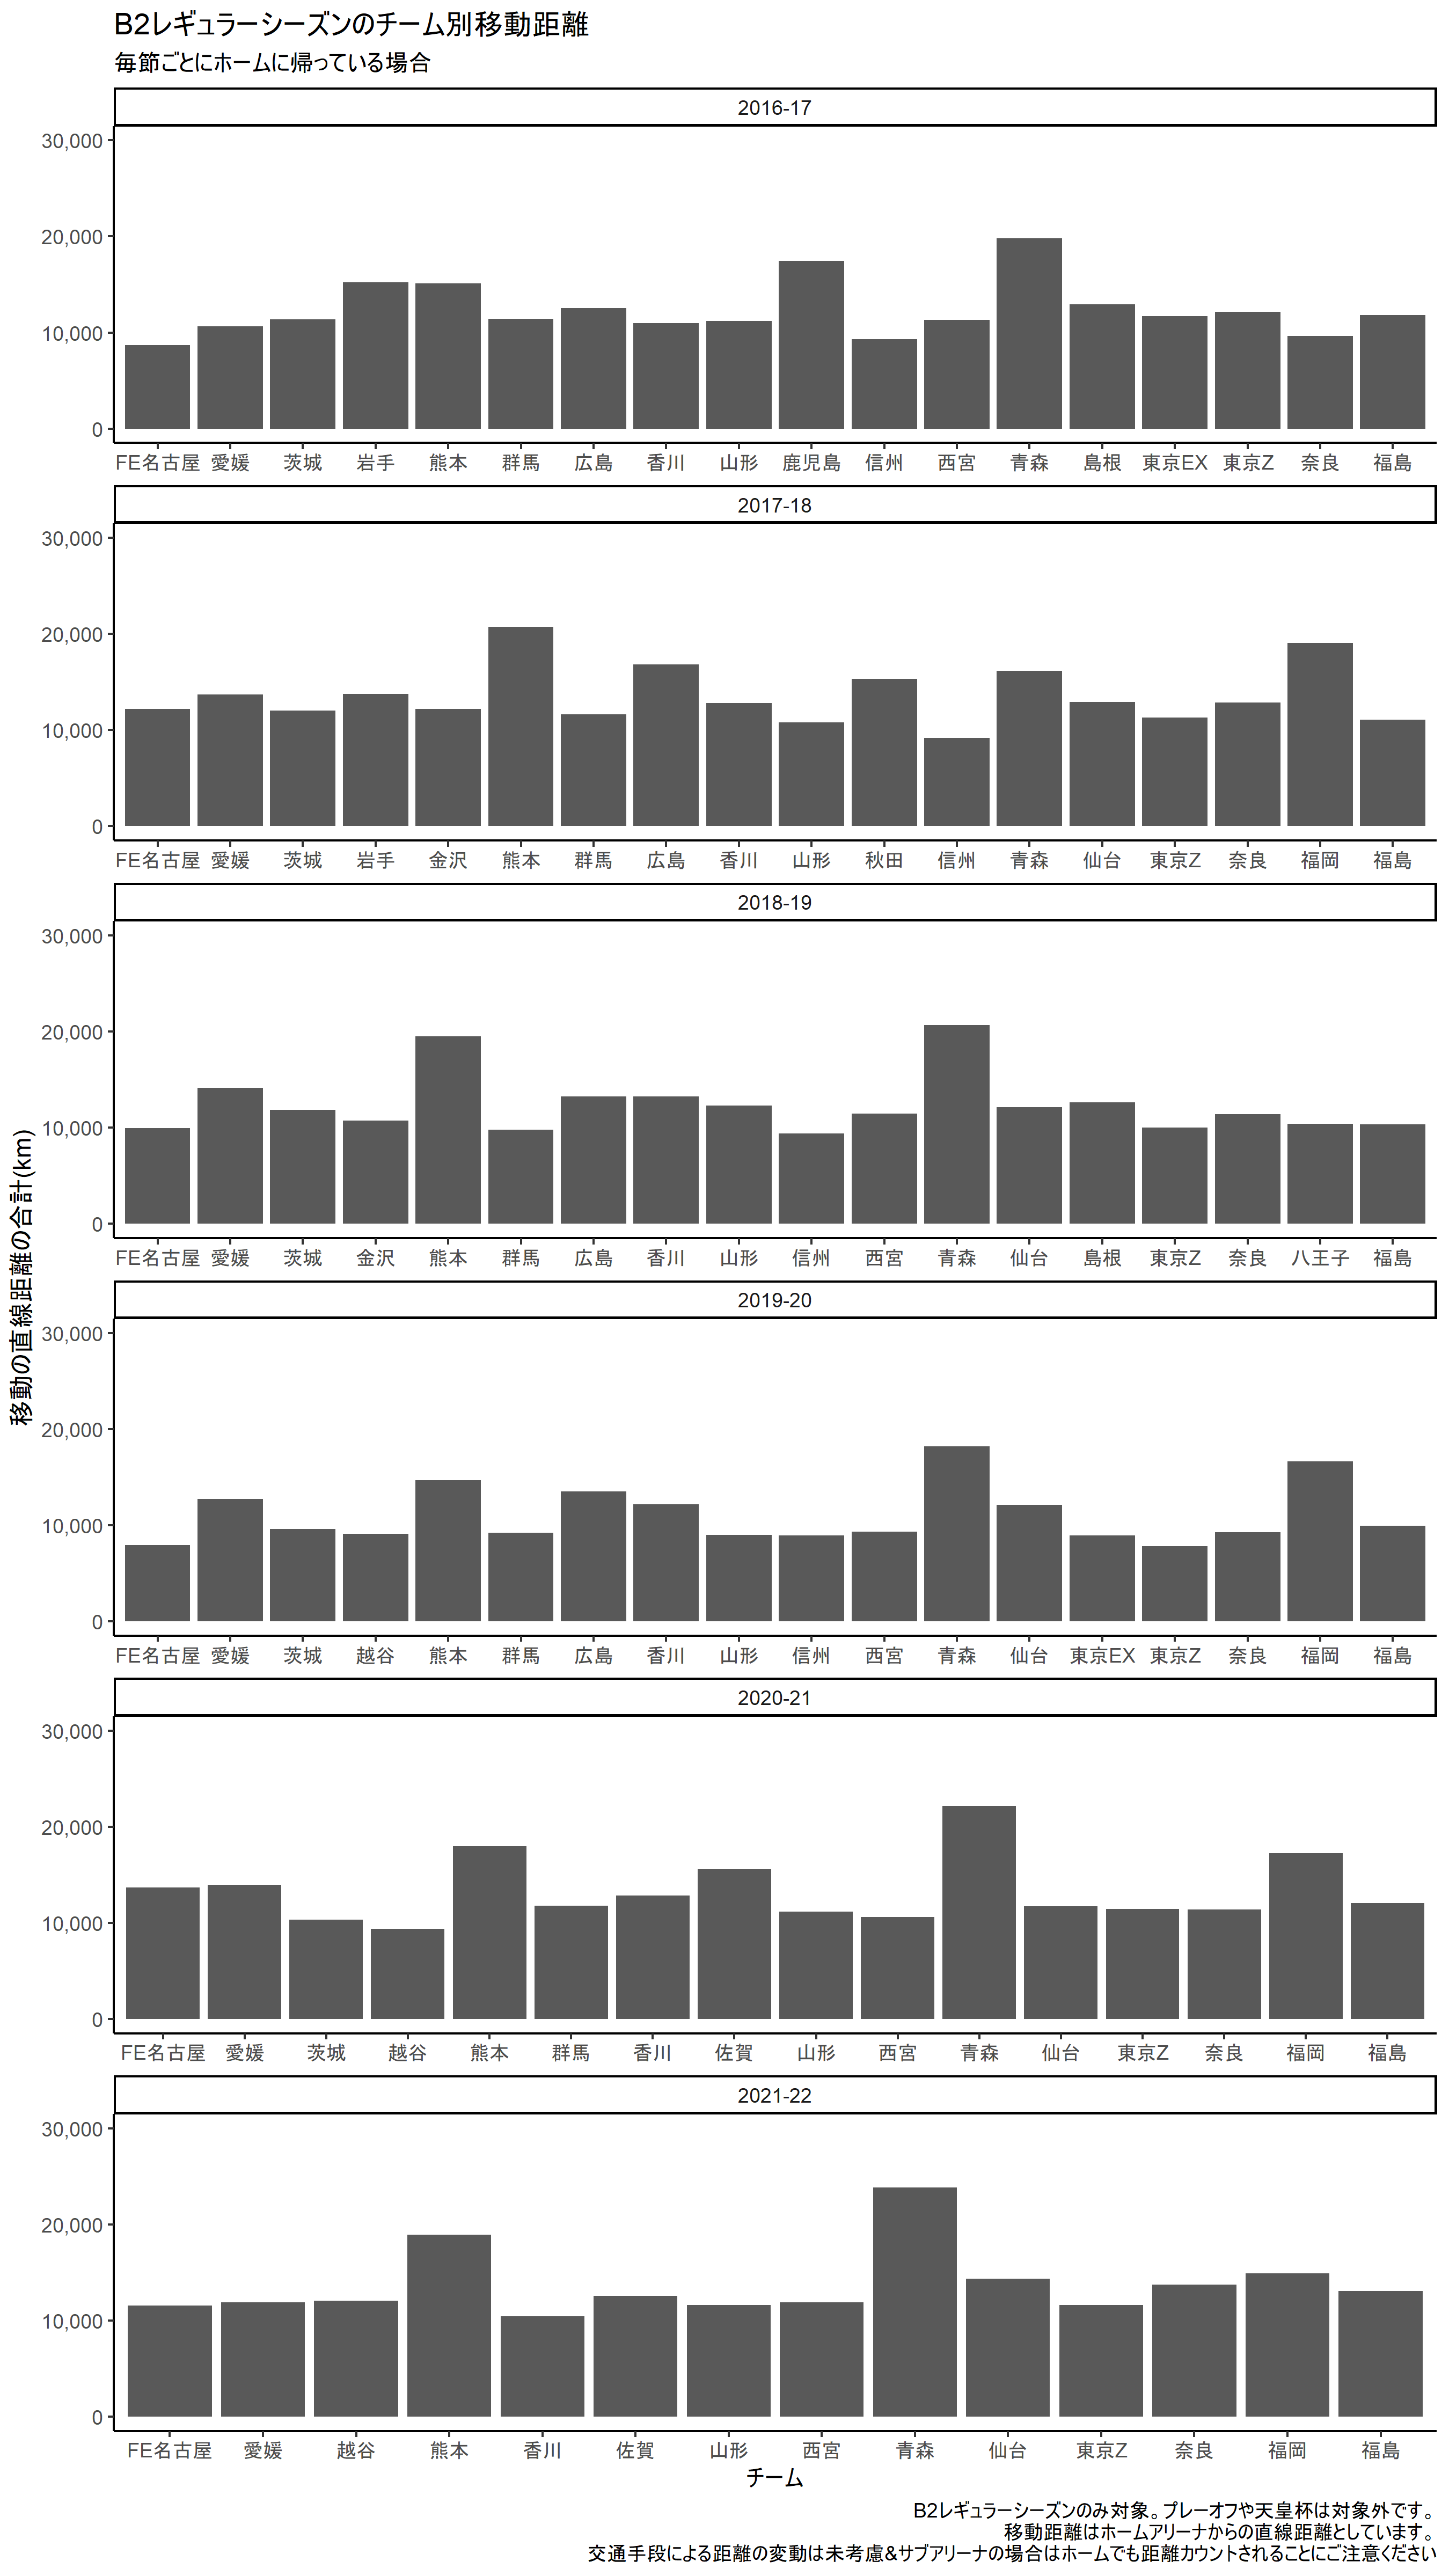 B2レギュラーシーズンのチーム別移動距離
毎節ごとにホームに帰っている場合
2016-17
30,000
20,000
10,000
0
FE名古屋 愛媛 茨城 岩手 熊本 群馬 広島 香川 山形 鹿児島 信州 西宮 青森 島根 東京EX 東京Z 奈良 福島
2017-18
30,000
20,000
10,000
0
FE名古屋 愛媛 茨城 岩手 金沢 熊本 群馬 広島 香川 山形 秋田 信州 青森 仙台 東京Z 奈良 福岡 福島
2018-19
30,000
20,000
10,000
0
FE名古屋 愛媛 茨城 金沢 熊本 群馬 広島 香川 山形 信州 西宮 青森 仙台 島根 東京Z 奈良 八王子 福島
移動の直線距離の合計(km)
2019-20
30,000
20,000
10,000
0
FE名古屋 愛媛 茨城 越谷 熊本 群馬 広島 香川 山形 信州 西宮 青森 仙台 東京EX 東京Z 奈良 福岡 福島
2020-21
30,000
20,000
10,000
0
FE名古屋 愛媛 茨城 越谷 熊本 群馬 香川 佐賀 山形 西宮 青森 仙台 東京Z 奈良 福岡 福島
2021-22
30,000
20,000
10,000
0
FE名古屋 愛媛 越谷 熊本 香川 佐賀 山形 西宮 青森 仙台 東京Z 奈良 福岡 福島
チーム
B2レギュラーシーズンのみ対象。プレーオフや天皇杯は対象外です。
移動距離はホームアリーナからの直線距離としています。
交通手段による距離の変動は未考慮&サブアリーナの場合はホームでも距離カウントされることにご注意ください